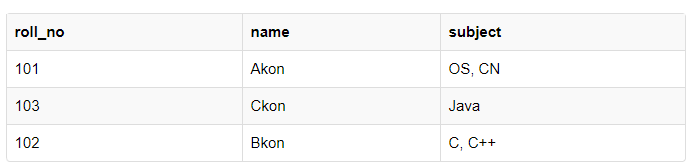 roll_no name subject
101 Akon OS, CN
103 Ckon Java
102 Bkon C, C++